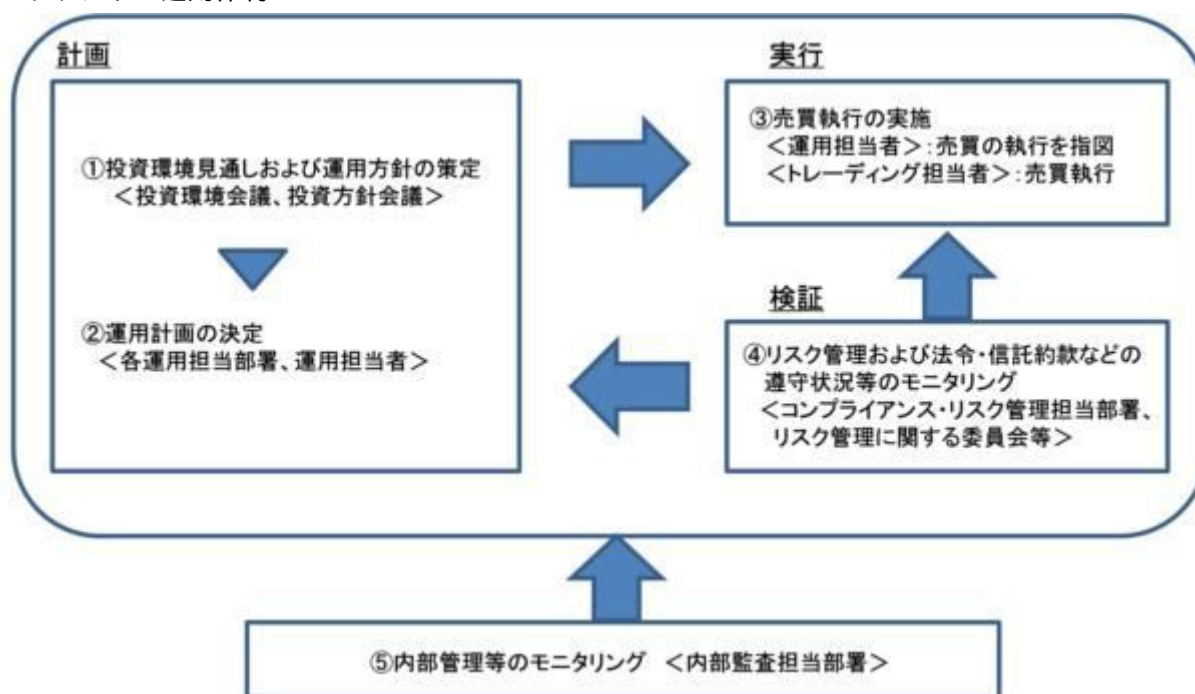 計画
①投資環境見通しおよび運用方針の策定
＜投資環境会議、投資方針会議＞
②運用計画の決定
＜各運用担当部署、運用担当者＞
実行
③売買執行の実施
＜運用担当者＞：売買の執行を指図
＜トレーディング担当者＞：売買執行
検証
④リスク管理および法令・信託約款などの
遵守状況等のモニタリング
＜コンプライアンス・リスク管理担当部署、
リスク管理に関する委員会等＞
⑤内部管理等のモニタリング ＜内部監査担当部署＞